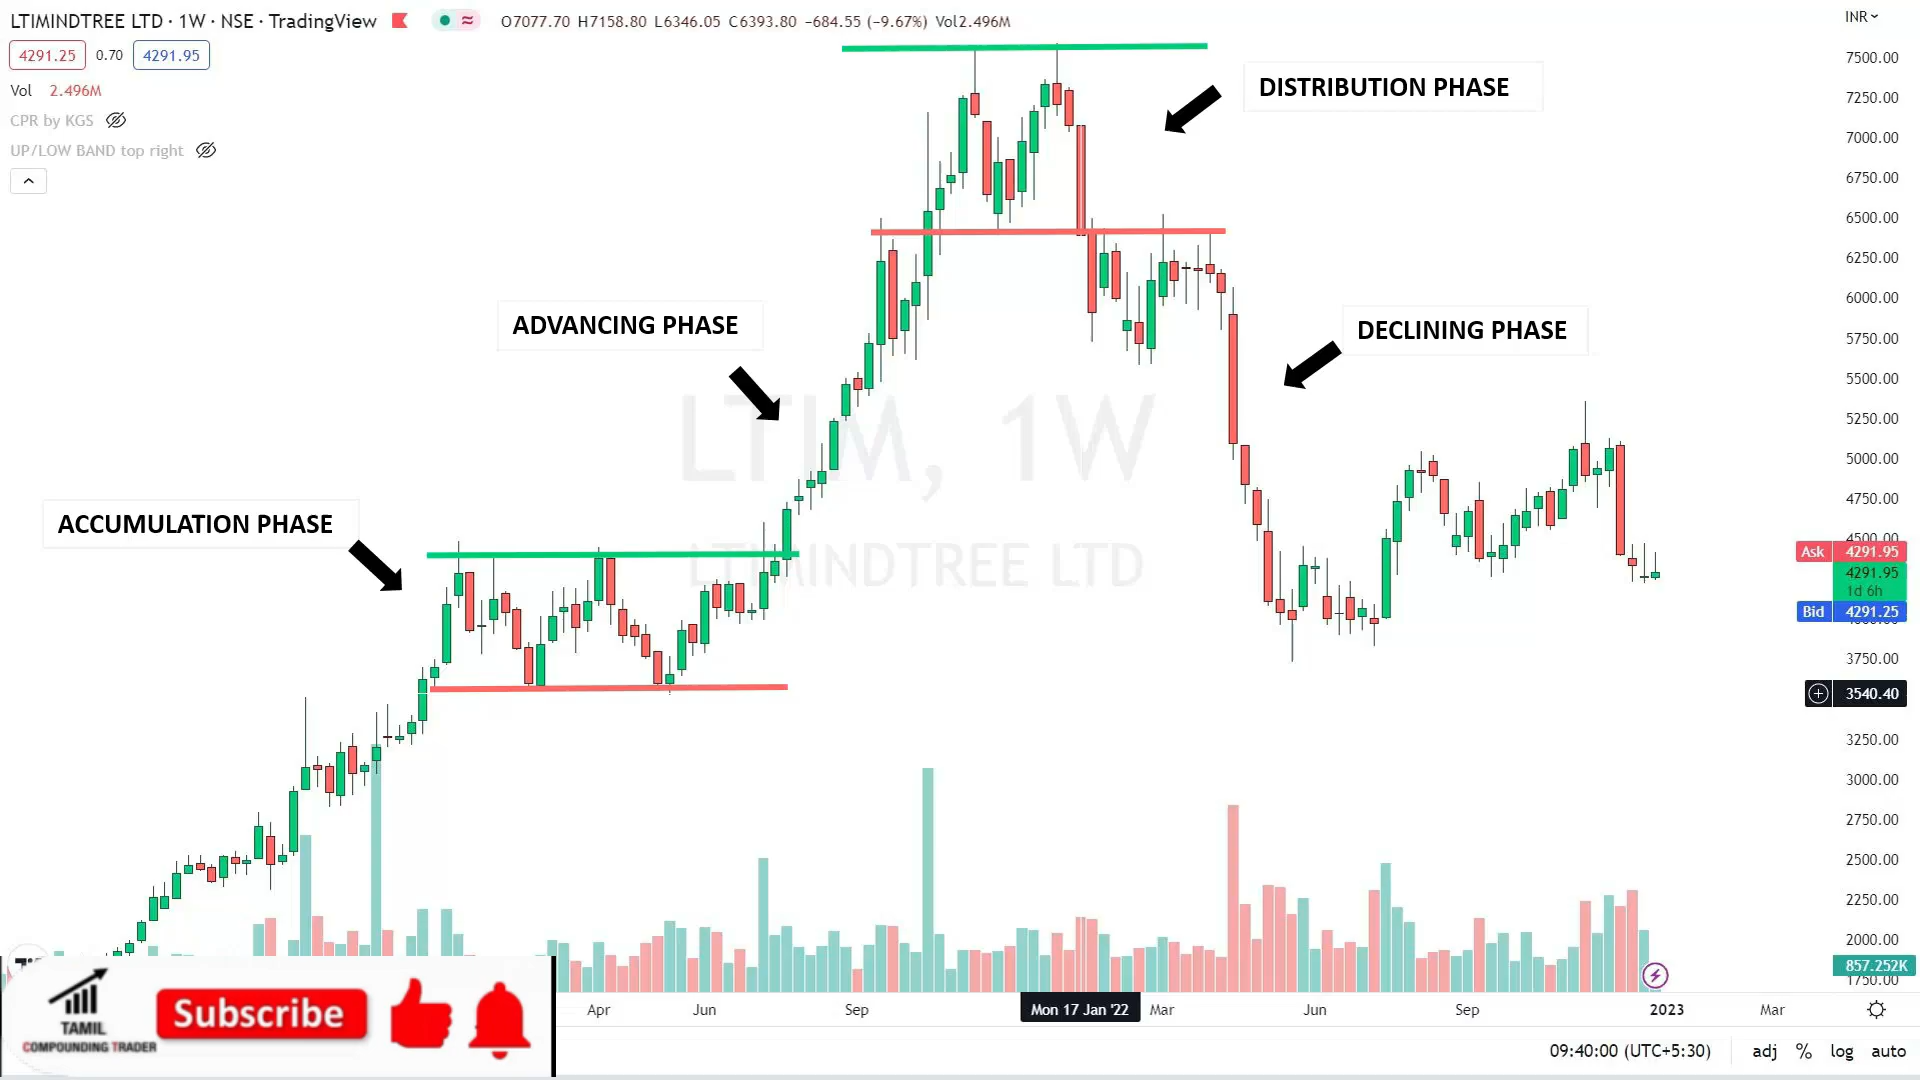 LTIMINDTREE LTD · 1W · NSE · TradingView O7077.70 H7158.80 L6346.05 C6393.80 −684.55 (−9.67%) Vol2.496M
INR
4291.25 0.70 4291.95
Vol 2.496M
CPR by KGS
UP/LOW BAND top right
DISTRIBUTION PHASE
ADVANCING PHASE
DECLINING PHASE
ACCUMULATION PHASE
LTIM, 1W
LTIMINDTREE LTD
7500.00
7250.00
7000.00
6750.00
6500.00
6250.00
6000.00
5750.00
5500.00
5250.00
5000.00
4750.00
4500.00
Ask 4291.95
4291.95
1d 6h
Bid 4291.25
4000.00
3750.00
3540.40
3250.00
3000.00
2750.00
2500.00
2250.00
2000.00
857.252K
1750.00
Apr Jun Sep Mon 17 Jan '22 Mar Jun Sep 2023 Mar
Subscribe
TAMIL
COMPOUNDING TRADER
09:40:00 (UTC+5:30) adj % log auto